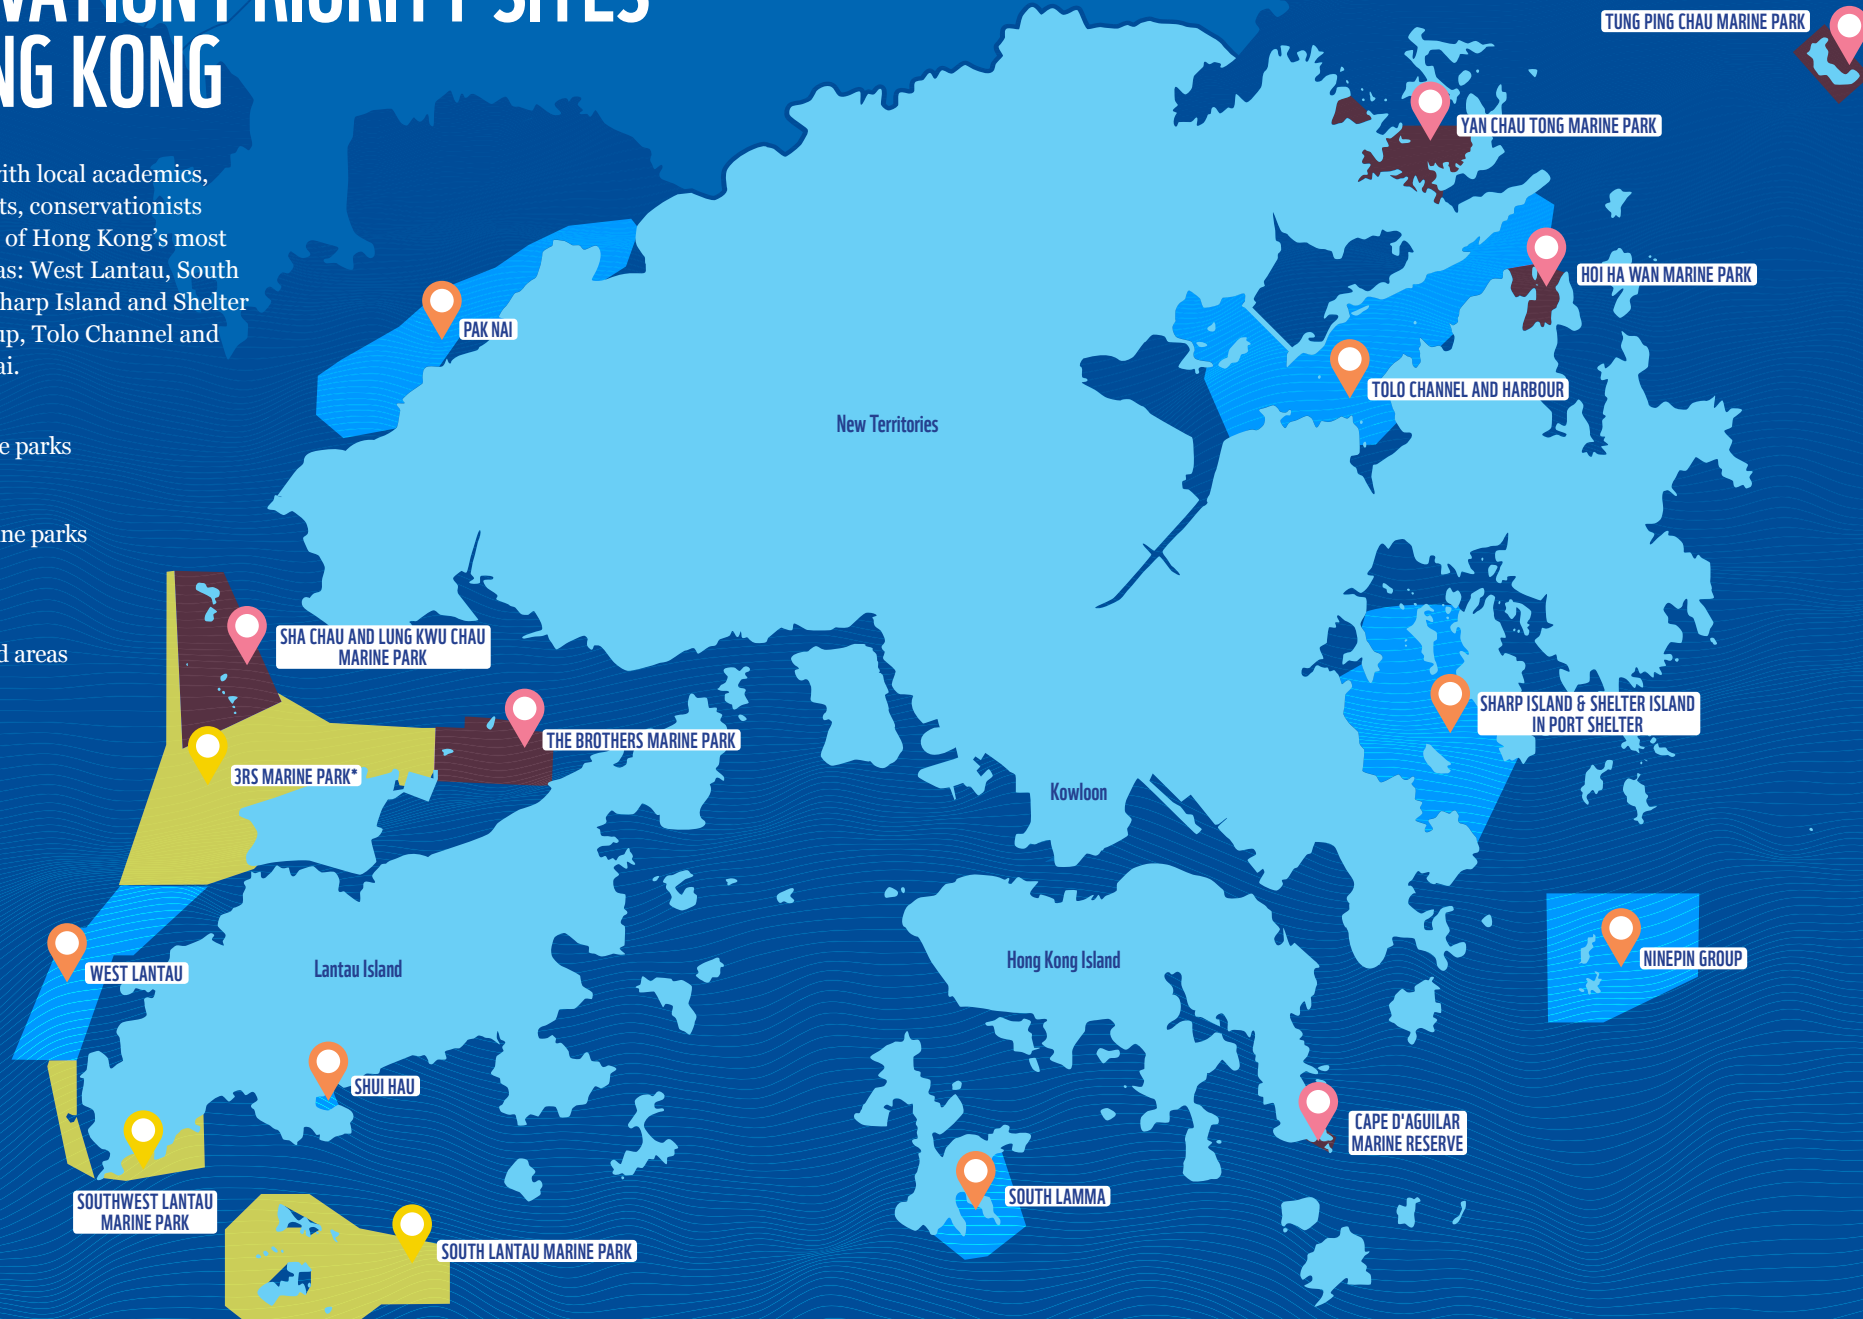 VATION PRIORITY SITES
NG KONG
with local academics,
ts, conservationists
of Hong Kong's most
as: West Lantau, South
Sharp Island and Shelter
up, Tolo Channel and
ai.
e parks
ne parks
d areas
TUNG PING CHAU MARINE PARK
YAN CHAU TONG MARINE PARK
HOI HA WAN MARINE PARK
PAK NAI
TOLO CHANNEL AND HARBOUR
New Territories
SHA CHAU AND LUNG KWU CHAU
MARINE PARK
SHARP ISLAND & SHELTER ISLAND
IN PORT SHELTER
THE BROTHERS MARINE PARK
3RS MARINE PARK*
Kowloon
WEST LANTAU
Lantau Island
Hong Kong Island
NINEPIN GROUP
SHUI HAU
CAPE D'AGUILAR
MARINE RESERVE
SOUTHWEST LANTAU
MARINE PARK
SOUTH LAMMA
SOUTH LANTAU MARINE PARK